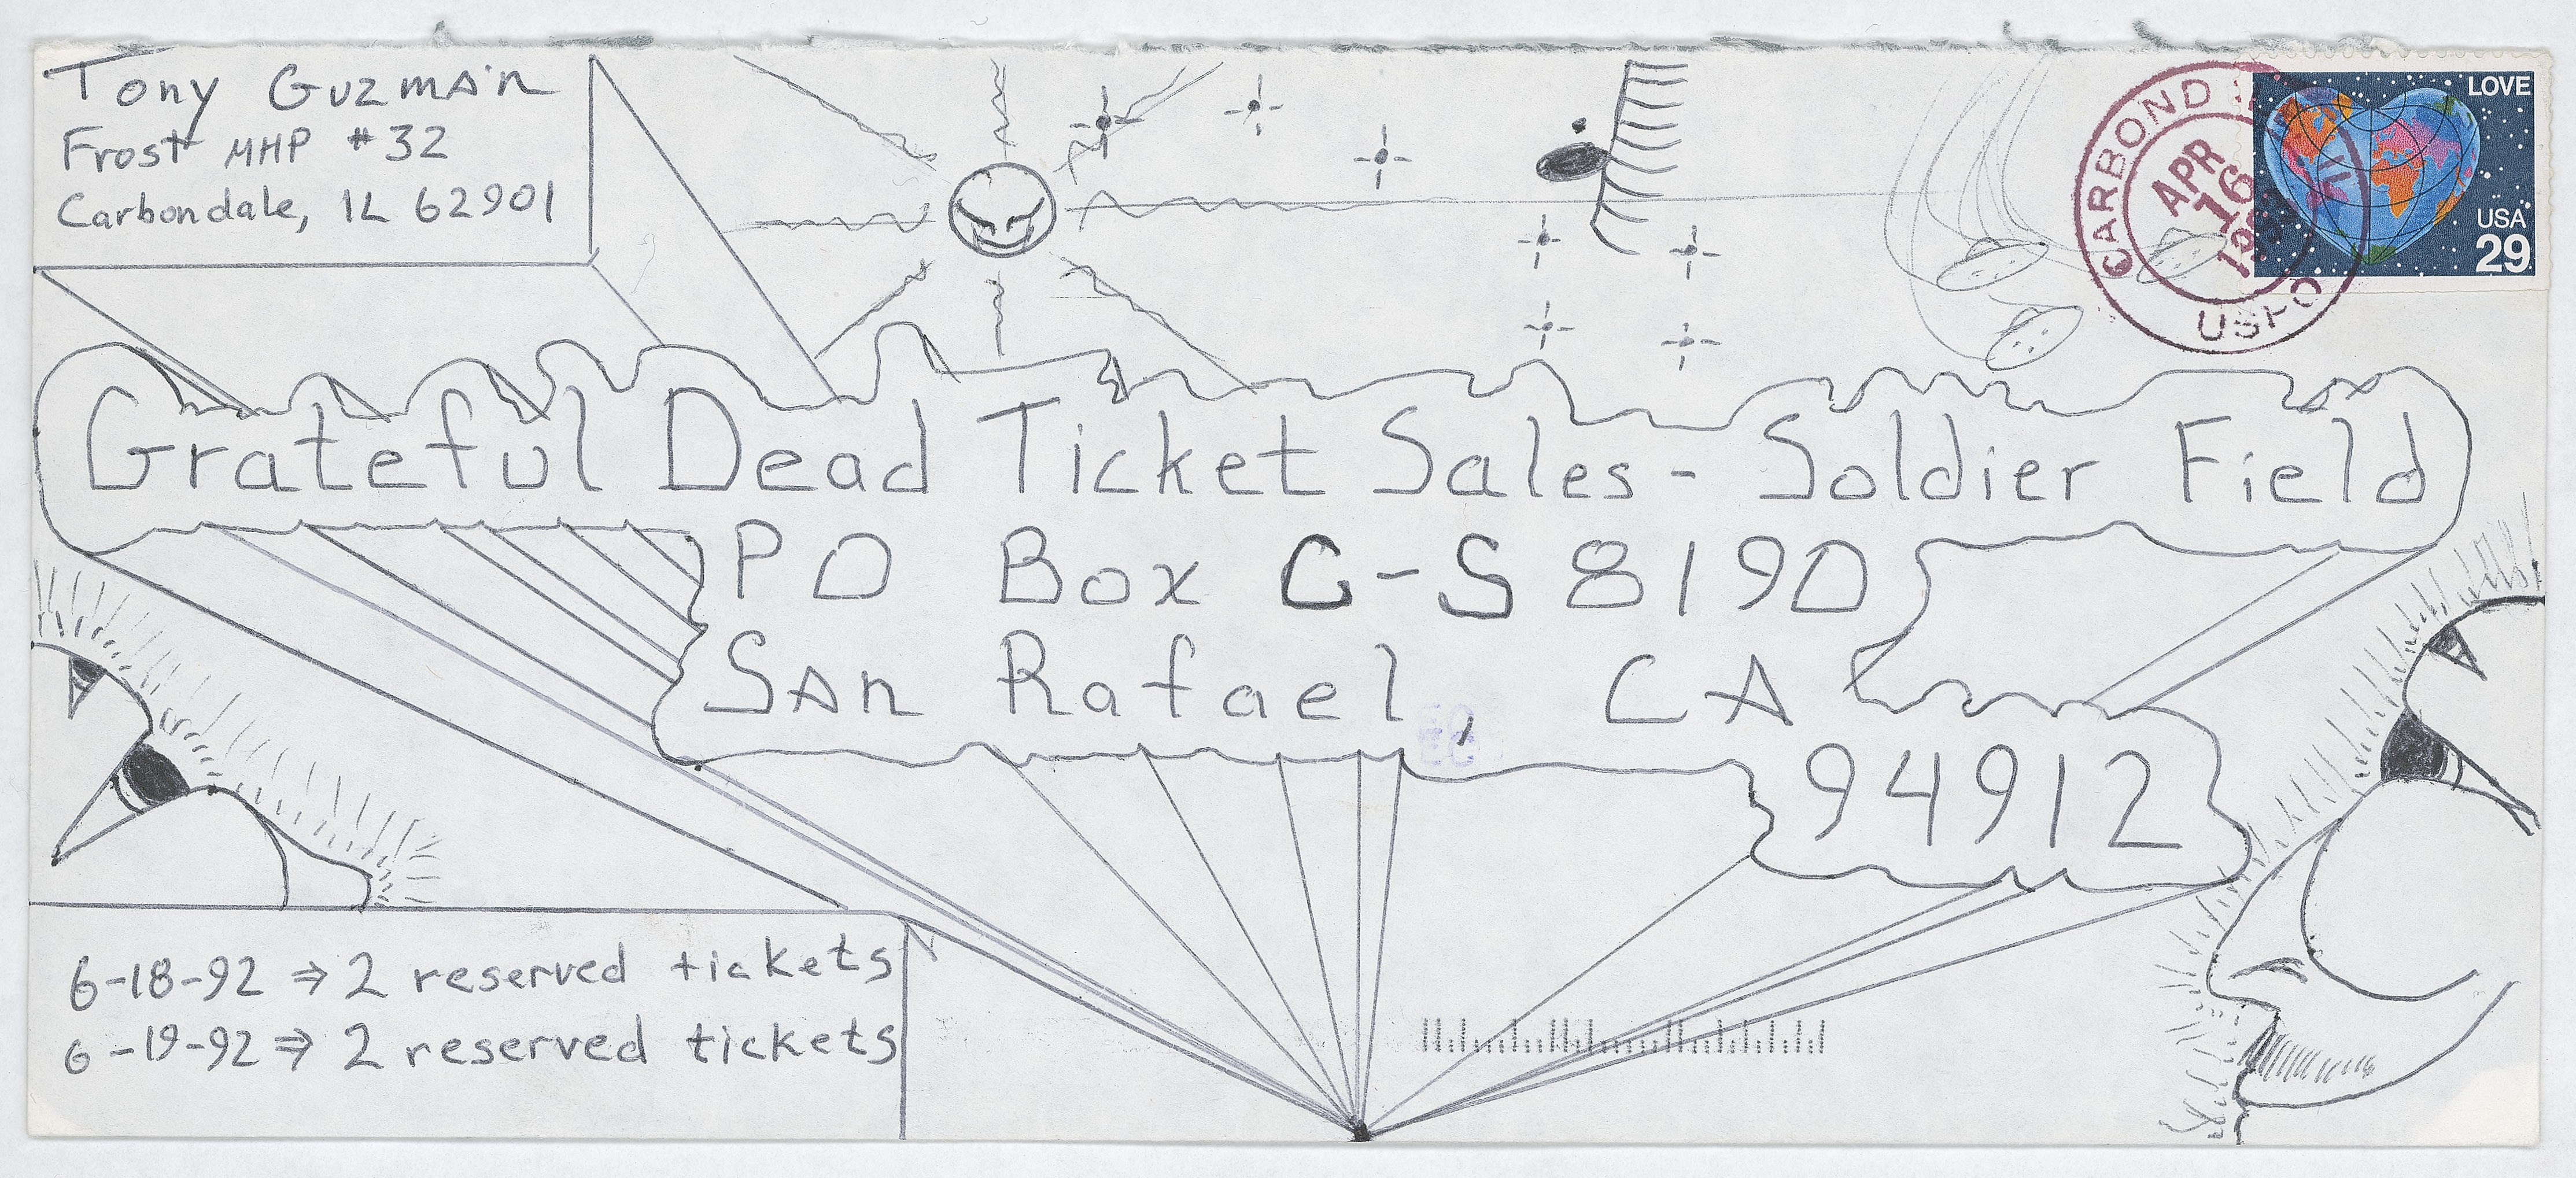 Tony Guzmán
Frost MHP #32
Carbondale, IL 62901
LOVE
USA
29
CARBOND
APR
16
USPO
Grateful Dead Ticket Sales - Soldier Field
PO Box G-S 8190
San Rafael, CA
94912
6-18-92 ⇒ 2 reserved tickets
6-19-92 ⇒ 2 reserved tickets